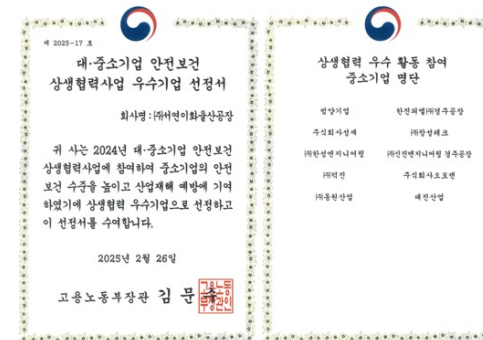 제 2025-17 호
대·중소기업 안전보건
상생협력사업 우수기업 선정서
회사명 : ㈜서연이화울산공장
귀 사는 2024년 대·중소기업 안전보건
상생협력사업에 참여하여 중소기업의 안전
보건 수준을 높이고 산업재해 예방에 기여
하였기에 상생협력 우수기업으로 선정하고
이 선정서를 수여합니다.
2025년 2월 26일
고용노동부장관 김 문 수
상생협력 우수 활동 참여
중소기업 명단
범양기업 한진피엘㈜경주공장
주식회사성재 ㈜창성테크
㈜한성엔지니어링 ㈜신전엔지니어링 경주공장
㈜덕진 주식회사오토렌
㈜동원산업 대진산업